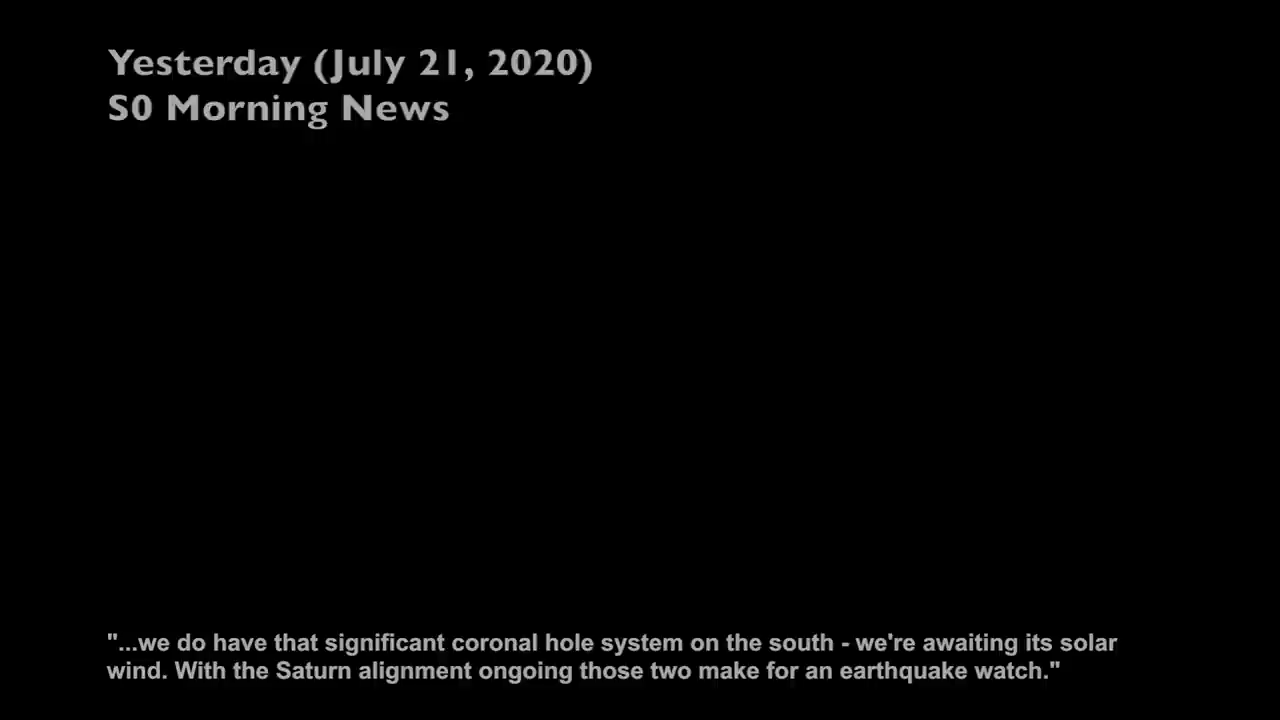 Yesterday (July 21, 2020)
S0 Morning News
"...we do have that significant coronal hole system on the south - we're awaiting its solar
wind. With the Saturn alignment ongoing those two make for an earthquake watch."